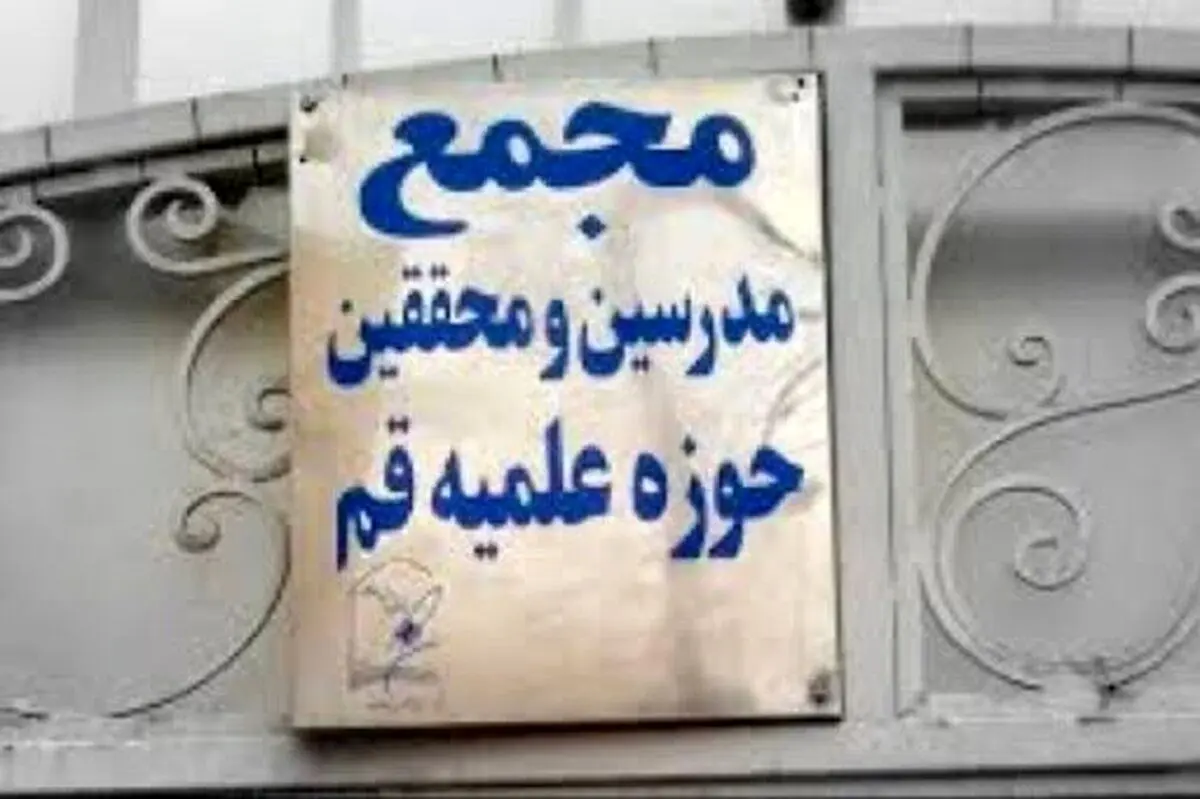 مجمع
مدرسین و محققین
حوزه علمیه قم